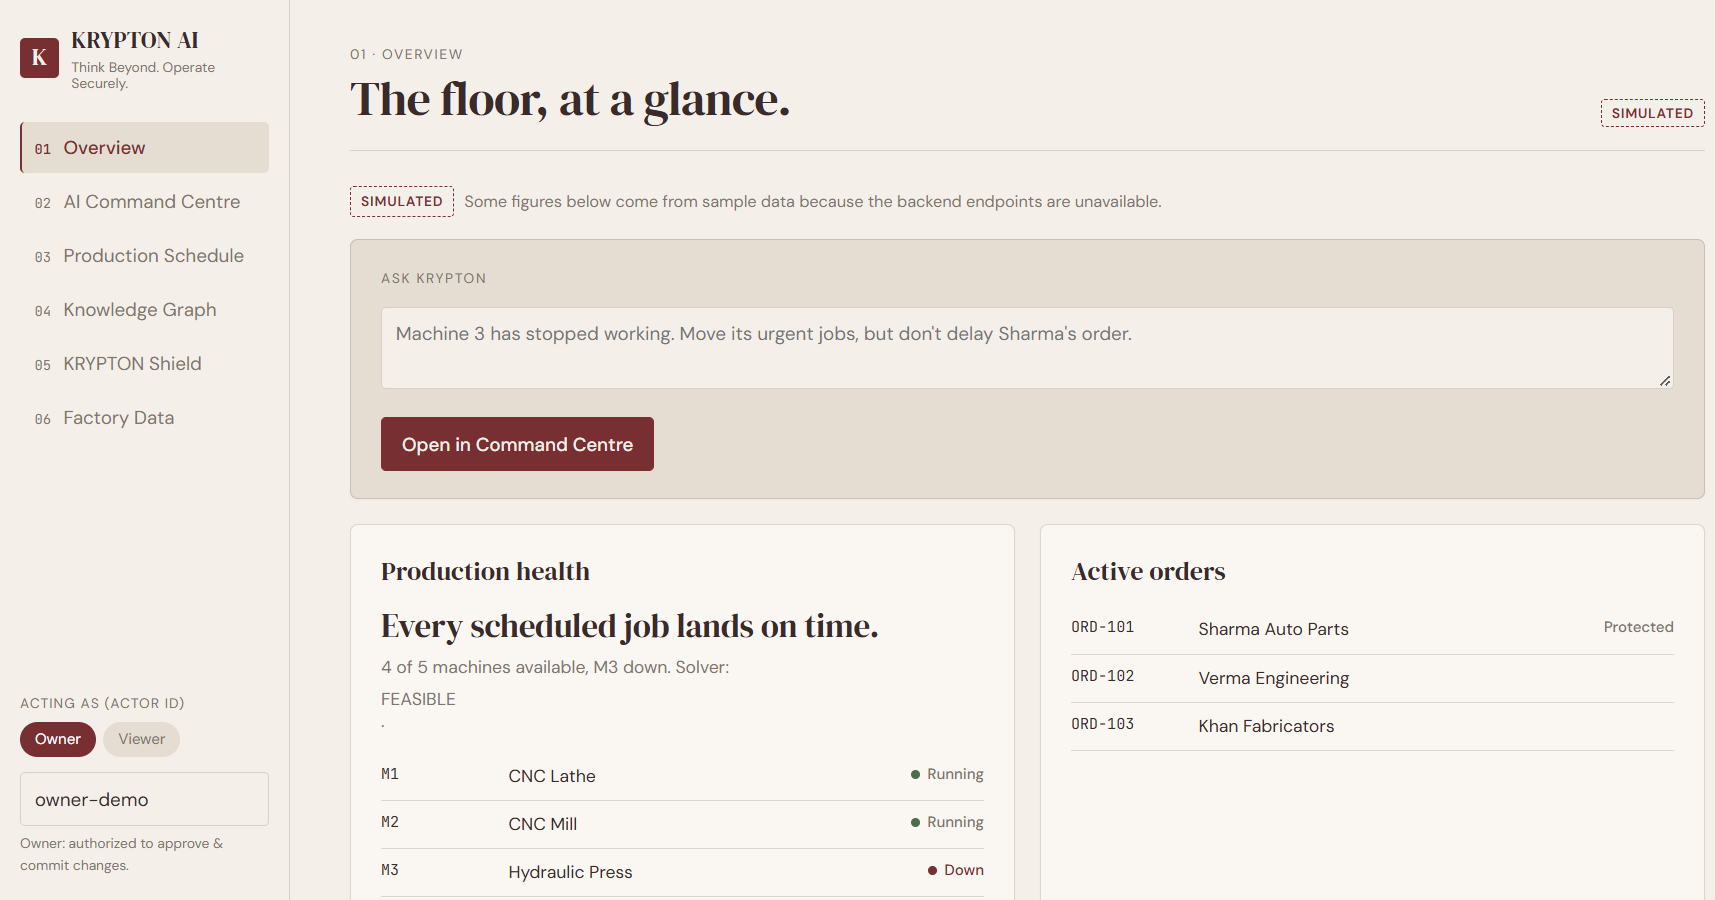 K
KRYPTON AI
Think Beyond. Operate
Securely.
01 Overview
02 AI Command Centre
03 Production Schedule
04 Knowledge Graph
05 KRYPTON Shield
06 Factory Data
ACTING AS (ACTOR ID)
Owner Viewer
owner-demo
Owner: authorized to approve &
commit changes.
01 · OVERVIEW
The floor, at a glance.
SIMULATED
SIMULATED Some figures below come from sample data because the backend endpoints are unavailable.
ASK KRYPTON
Machine 3 has stopped working. Move its urgent jobs, but don't delay Sharma's order.
Open in Command Centre
Production health
Every scheduled job lands on time.
4 of 5 machines available, M3 down. Solver:
FEASIBLE
.
M1 CNC Lathe Running
M2 CNC Mill Running
M3 Hydraulic Press Down
Active orders
ORD-101 Sharma Auto Parts Protected
ORD-102 Verma Engineering
ORD-103 Khan Fabricators